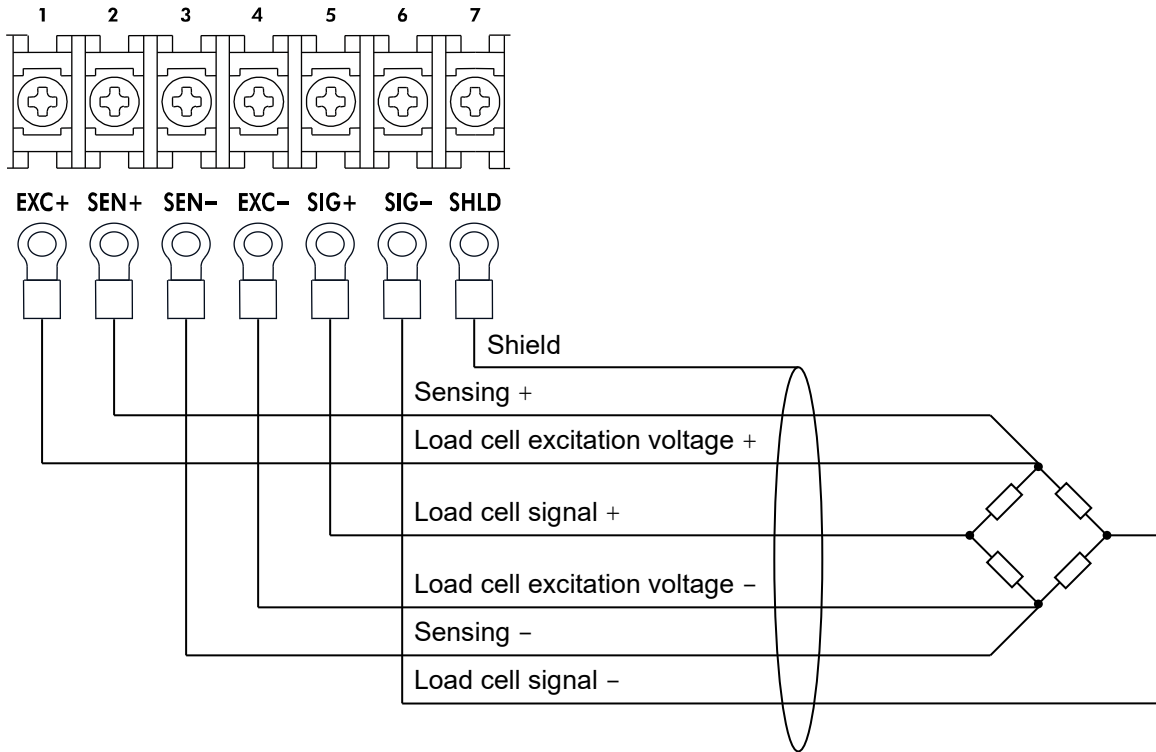 1 2 3 4 5 6 7
EXC+ SEN+ SEN− EXC− SIG+ SIG− SHLD
Shield
Sensing +
Load cell excitation voltage +
Load cell signal +
Load cell excitation voltage −
Sensing −
Load cell signal −